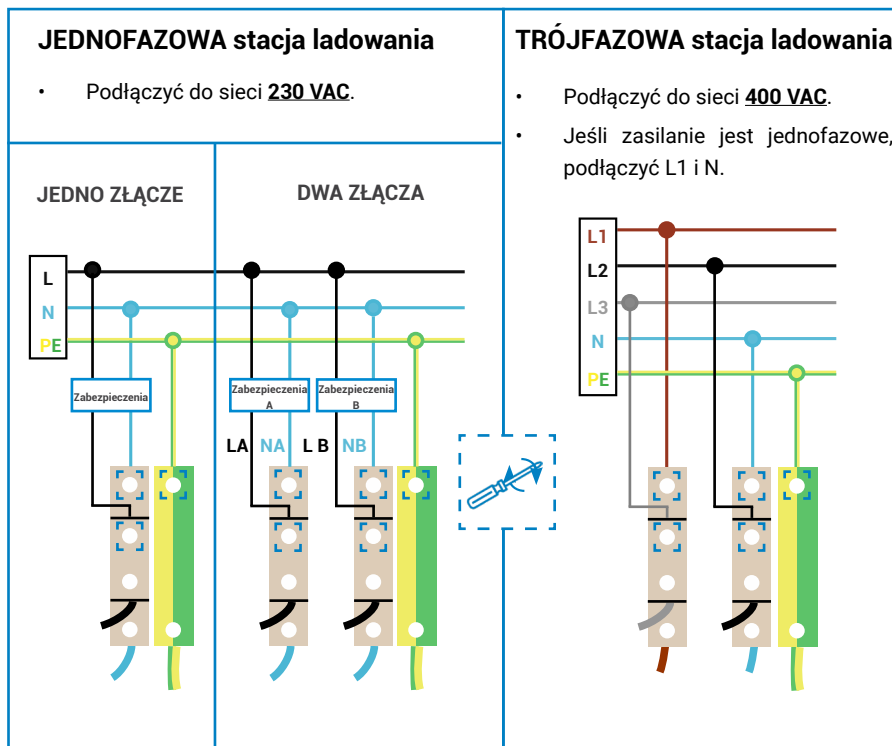 JEDNOFAZOWA stacja ladowania
• Podłączyć do sieci 230 VAC.
JEDNO ZŁĄCZE
DWA ZŁĄCZA
L
N
PE
Zabezpieczenia
Zabezpieczenia
A
Zabezpieczenia
B
LA NA L B NB
TRÓJFAZOWA stacja ladowania
• Podłączyć do sieci 400 VAC.
• Jeśli zasilanie jest jednofazowe,
podłączyć L1 i N.
L1
L2
L3
N
PE